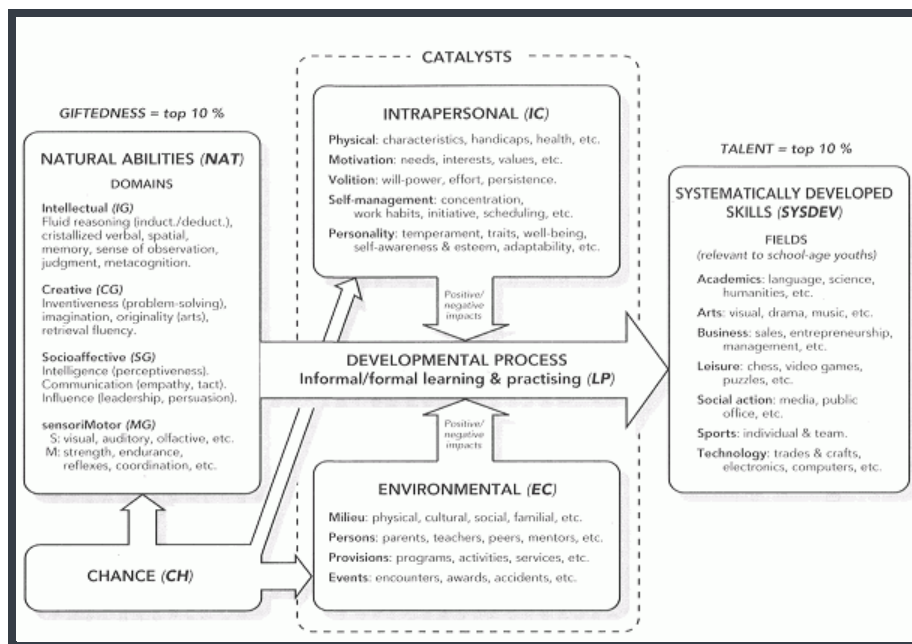 CATALYSTS
GIFTEDNESS = top 10 %
NATURAL ABILITIES (NAT)
DOMAINS
Intellectual (IG)
Fluid reasoning (induct./deduct.),
cristallized verbal, spatial,
memory, sense of observation,
judgment, metacognition.
Creative (CG)
Inventiveness (problem-solving),
imagination, originality (arts),
retrieval fluency.
Socioaffective (SG)
Intelligence (perceptiveness).
Communication (empathy, tact).
Influence (leadership, persuasion).
sensoriMotor (MG)
S: visual, auditory, olfactive, etc.
M: strength, endurance,
reflexes, coordination, etc.
CHANCE (CH)
INTRAPERSONAL (IC)
Physical: characteristics, handicaps, health, etc.
Motivation: needs, interests, values, etc.
Volition: will-power, effort, persistence.
Self-management: concentration,
work habits, initiative, scheduling, etc.
Personality: temperament, traits, well-being,
self-awareness & esteem, adaptability, etc.
Positive/
negative
impacts
DEVELOPMENTAL PROCESS
Informal/formal learning & practising (LP)
Positive/
negative
impacts
ENVIRONMENTAL (EC)
Milieu: physical, cultural, social, familial, etc.
Persons: parents, teachers, peers, mentors, etc.
Provisions: programs, activities, services, etc.
Events: encounters, awards, accidents, etc.
TALENT = top 10 %
SYSTEMATICALLY DEVELOPED
SKILLS (SYSDEV)
FIELDS
(relevant to school-age youths)
Academics: language, science,
humanities, etc.
Arts: visual, drama, music, etc.
Business: sales, entrepreneurship,
management, etc.
Leisure: chess, video games,
puzzles, etc.
Social action: media, public
office, etc.
Sports: individual & team.
Technology: trades & crafts,
electronics, computers, etc.